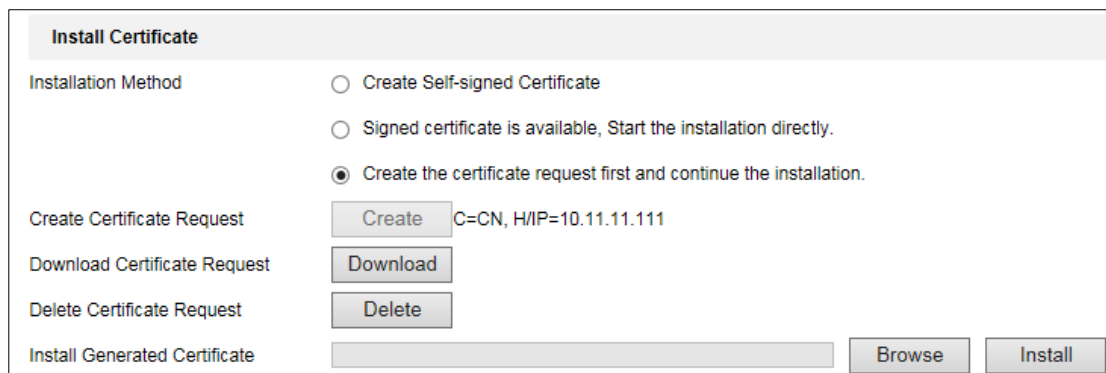 Install Certificate
Installation Method
Create Self-signed Certificate
Signed certificate is available, Start the installation directly.
Create the certificate request first and continue the installation.
Create Certificate Request Create C=CN, H/IP=10.11.11.111
Download Certificate Request Download
Delete Certificate Request Delete
Install Generated Certificate Browse Install